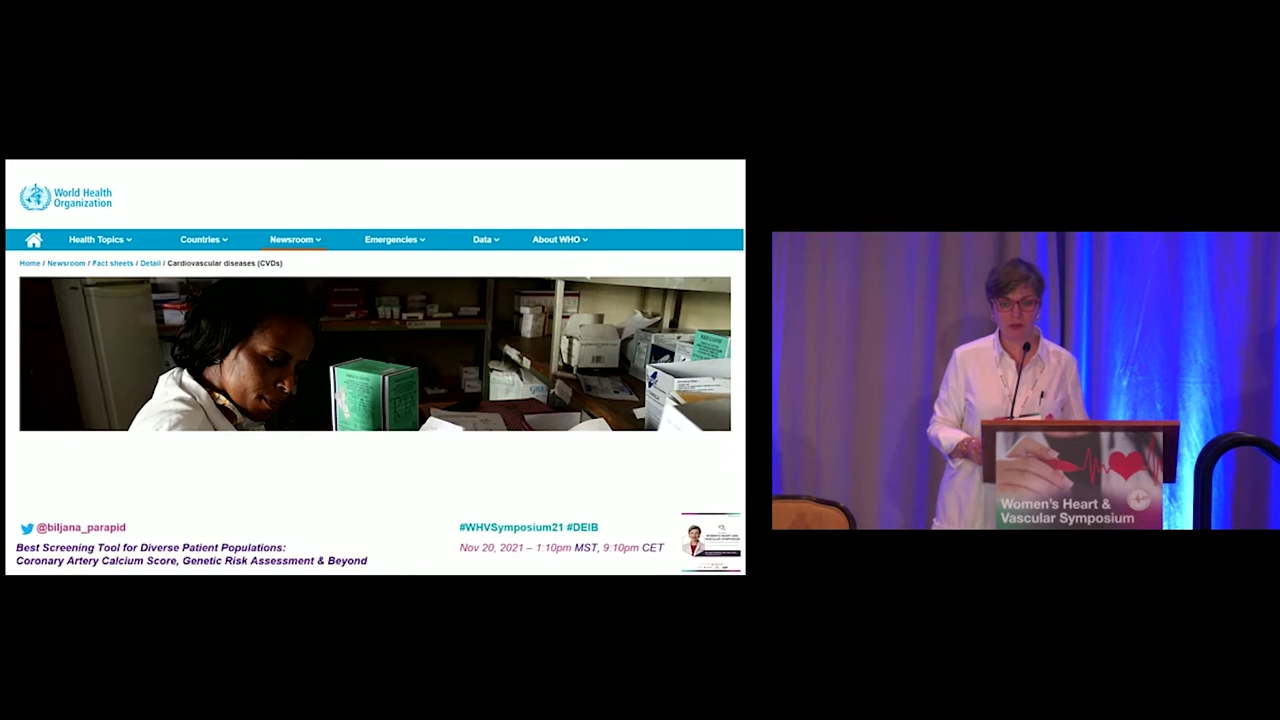 World Health
Organization
Health Topics
Countries
Newsroom
Emergencies
Data
About WHO
Home / Newsroom / Fact sheets / Detail / Cardiovascular diseases (CVDs)
@biljana_parapid
#WHVSymposium21 #DEIB
Best Screening Tool for Diverse Patient Populations:
Coronary Artery Calcium Score, Genetic Risk Assessment & Beyond
Nov 20, 2021 – 1:10pm MST, 9:10pm CET
Women's Heart &
Vascular Symposium